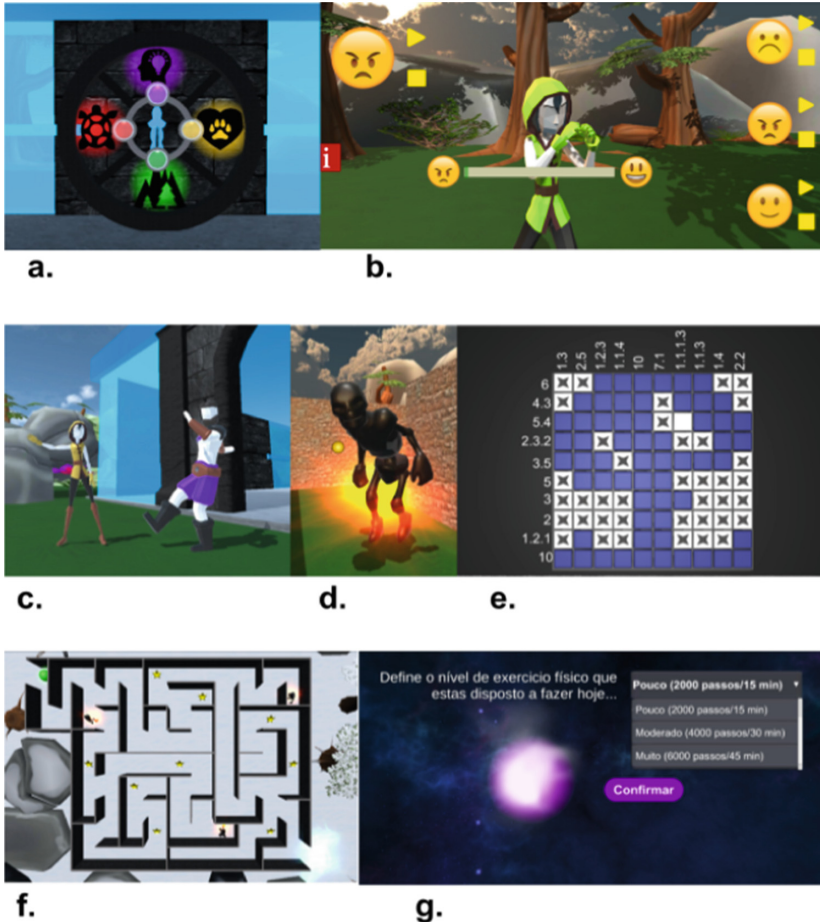 a.
i
b.
c.
d.
1.3 2.5 1.2.3 1.1.4 10 7.1 1.1.1.3 1.1.3 1.4 2.2
6
4.3
5.4
2.3.2
3.5
5
3
2
1.2.1
10
e.
f.
Define o nível de exercicio físico que
estas disposto a fazer hoje...
Pouco (2000 passos/15 min)
Pouco (2000 passos/15 min)
Moderado (4000 passos/30 min)
Muito (6000 passos/45 min)
Confirmar
g.